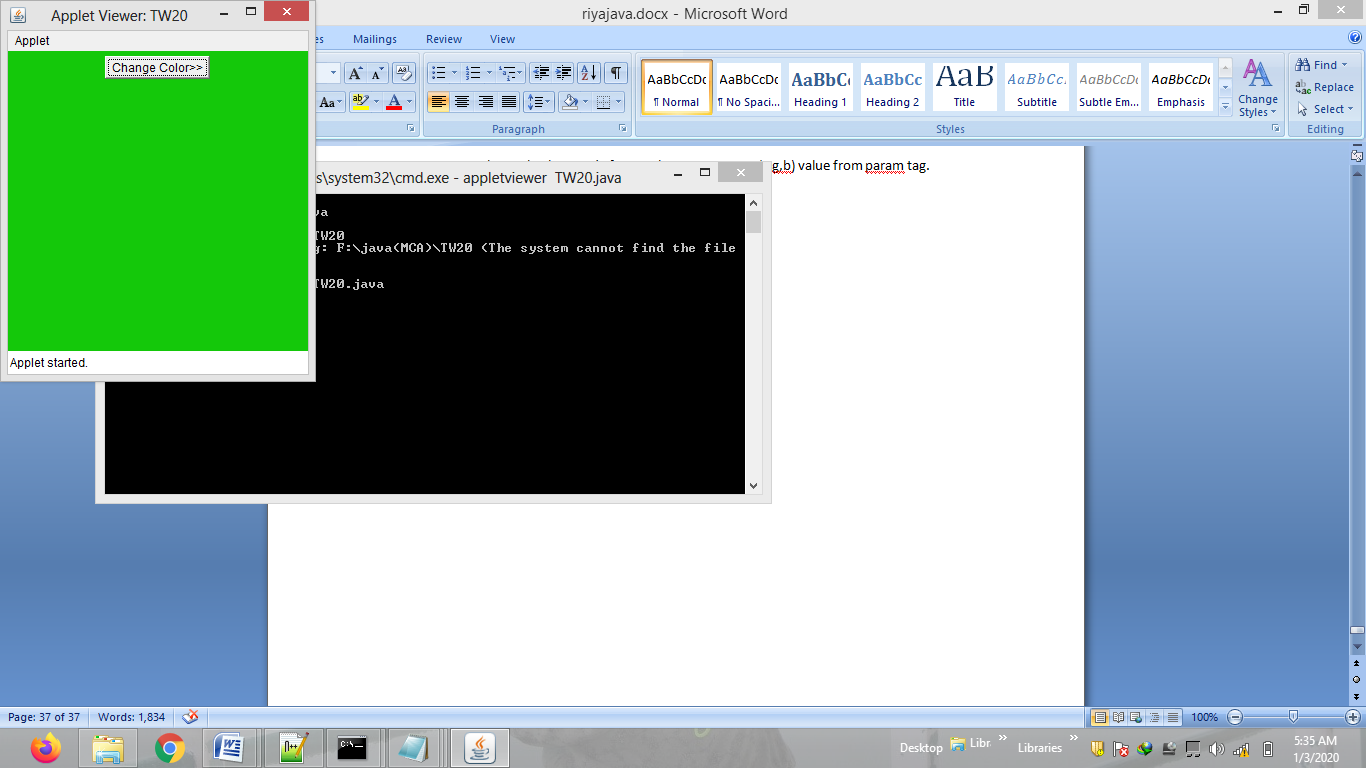 Applet Viewer: TW20
Applet
Change Color>>
Applet started.
riyajava.docx - Microsoft Word
Mailings Review View
Aa
A
Paragraph
AaBbCcDc AaBbCcDc AaBbC AaBbCc AaB AaBbCc. AaBbCcDc AaBbCcDc
¶ Normal ¶ No Spaci... Heading 1 Heading 2 Title Subtitle Subtle Em... Emphasis
Change Styles
Styles
Find
Replace
Select
Editing
g,b) value from param tag.
s\system32\cmd.exe - appletviewer TW20.java
va
TW20
g: F:\java(MCA)\TW20 (The system cannot find the file
TW20.java
Page: 37 of 37 Words: 1,834
100%
Desktop Libr Libraries
5:35 AM
1/3/2020